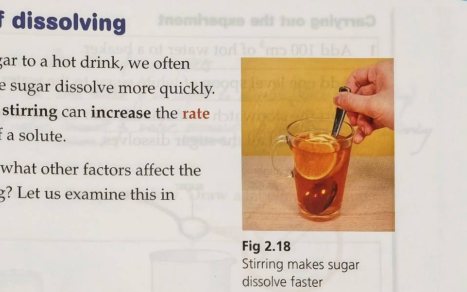 f dissolving
ar to a hot drink, we often
e sugar dissolve more quickly.
stirring can increase the rate
f a solute.
what other factors affect the
g? Let us examine this in
Fig 2.18
Stirring makes sugar
dissolve faster